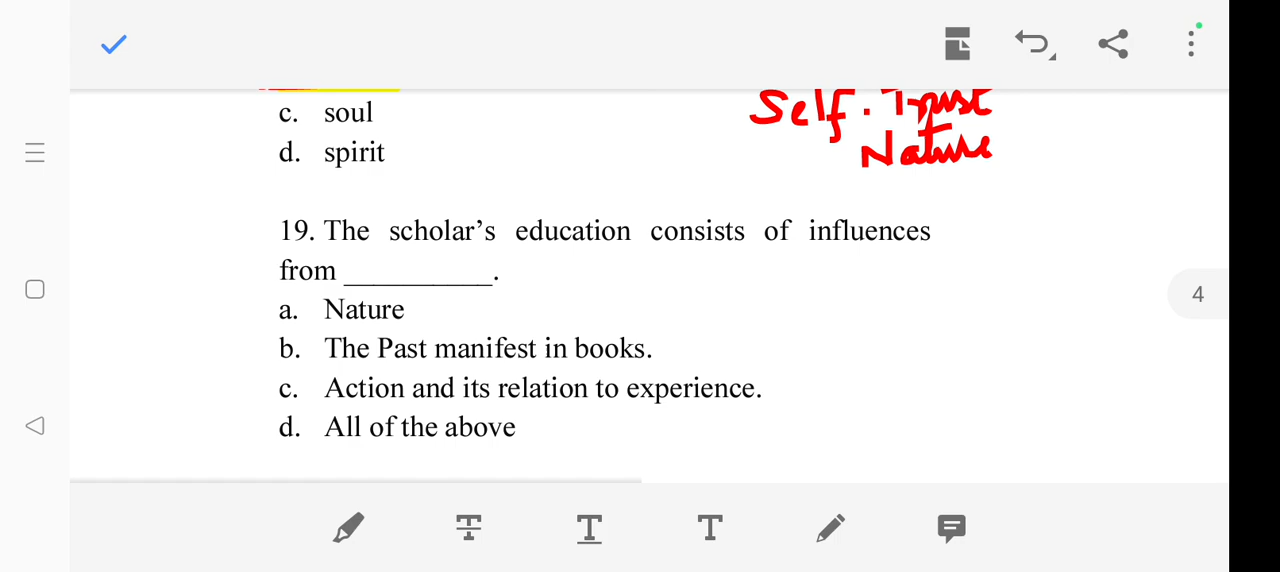 c. soul
Self. Trust
d. spirit
Nature
19. The scholar's education consists of influences
from __________.
a. Nature
4
b. The Past manifest in books.
c. Action and its relation to experience.
d. All of the above